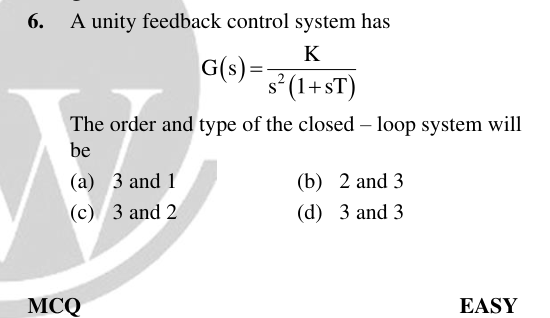 6. A unity feedback control system has
G(s) = K / s²(1+sT)
The order and type of the closed – loop system will
be
(a) 3 and 1 (b) 2 and 3
(c) 3 and 2 (d) 3 and 3
MCQ EASY